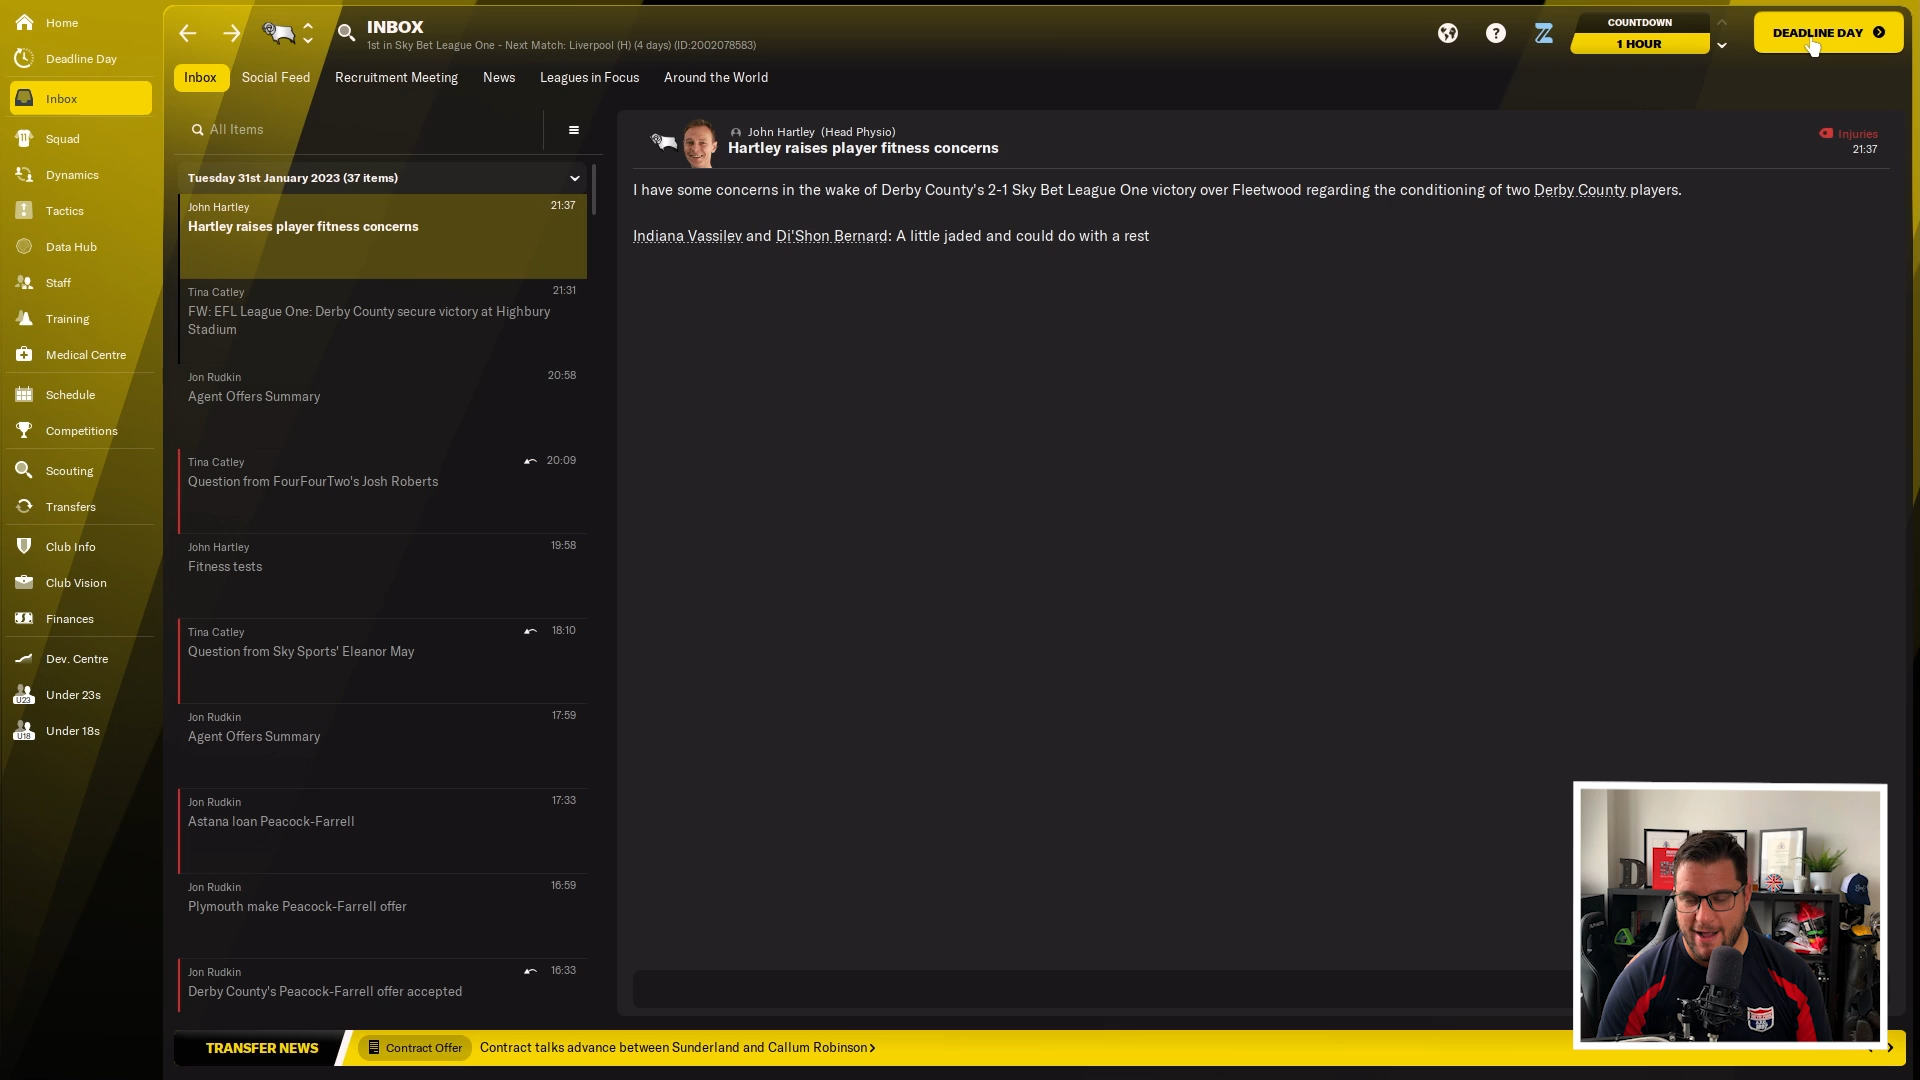 Home
Deadline Day
Inbox
Squad
Dynamics
Tactics
Data Hub
Staff
Training
Medical Centre
Schedule
Competitions
Scouting
Transfers
Club Info
Club Vision
Finances
Dev. Centre
U23
Under 23s
U18
Under 18s
INBOX
1st in Sky Bet League One - Next Match: Liverpool (H) (4 days) (ID:2002078583)
COUNTDOWN
1 HOUR
DEADLINE DAY
Inbox
Social Feed
Recruitment Meeting
News
Leagues in Focus
Around the World
All Items
Tuesday 31st January 2023 (37 items)
John Hartley 21:37
Hartley raises player fitness concerns
Tina Catley 21:31
FW: EFL League One: Derby County secure victory at Highbury
Stadium
Jon Rudkin 20:58
Agent Offers Summary
Tina Catley 20:09
Question from FourFourTwo's Josh Roberts
John Hartley 19:58
Fitness tests
Tina Catley 18:10
Question from Sky Sports' Eleanor May
Jon Rudkin 17:59
Agent Offers Summary
Jon Rudkin 17:33
Astana loan Peacock-Farrell
Jon Rudkin 16:59
Plymouth make Peacock-Farrell offer
Jon Rudkin 16:33
Derby County's Peacock-Farrell offer accepted
John Hartley (Head Physio)
Hartley raises player fitness concerns
Injuries
21:37
I have some concerns in the wake of Derby County's 2-1 Sky Bet League One victory over Fleetwood regarding the conditioning of two Derby County players.
Indiana Vassilev and Di'Shon Bernard: A little jaded and could do with a rest
TRANSFER NEWS
Contract Offer
Contract talks advance between Sunderland and Callum Robinson